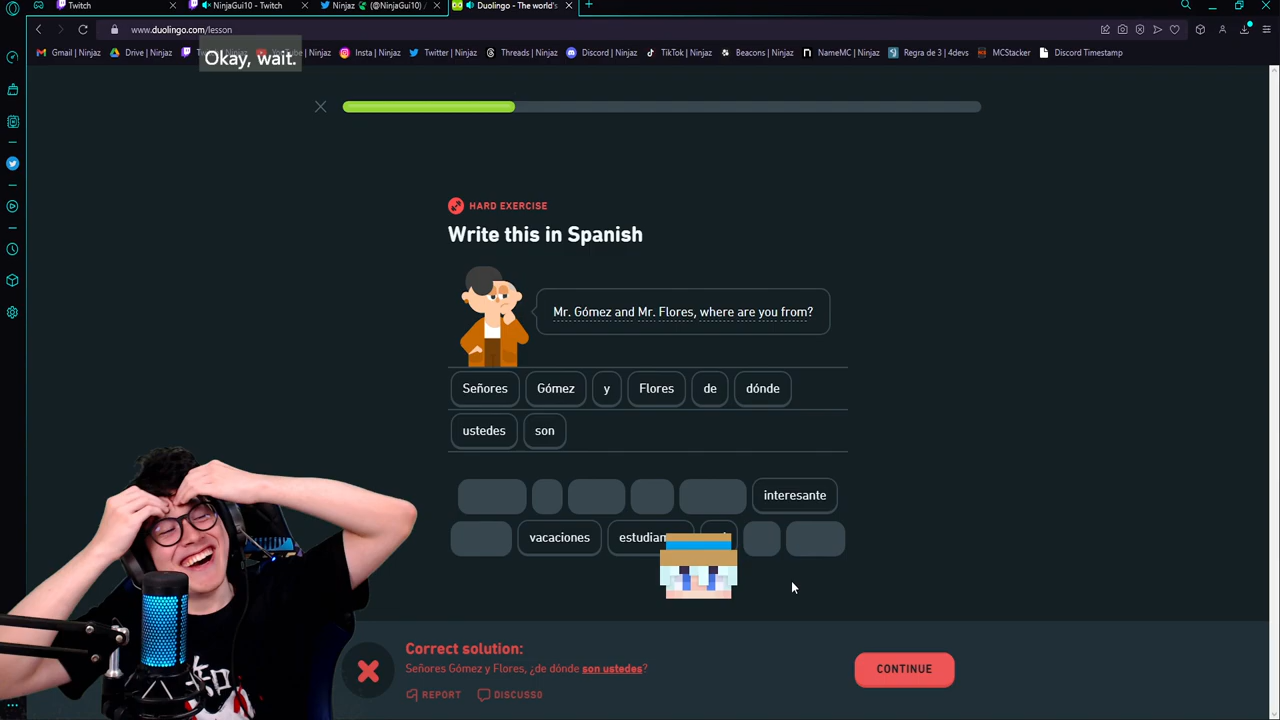 Twitch
NinjaGui10 - Twitch
Ninjaz
(@NinjaGui10) /
Duolingo - The world's
www.duolingo.com/lesson
Gmail | Ninjaz
Drive | Ninjaz
YouTube | Ninjaz
Insta | Ninjaz
Twitter | Ninjaz
Threads | Ninjaz
Discord | Ninjaz
TikTok | Ninjaz
Beacons | Ninjaz
NameMC | Ninjaz
Regra de 3 | 4devs
MCStacker
Discord Timestamp
Okay, wait.
HARD EXERCISE
Write this in Spanish
Mr. Gómez and Mr. Flores, where are you from?
Señores Gómez y Flores de dónde
ustedes son
interesante
vacaciones
Correct solution:
Señores Gómez y Flores, ¿de dónde son ustedes?
REPORT
DISCUSS
0
CONTINUE